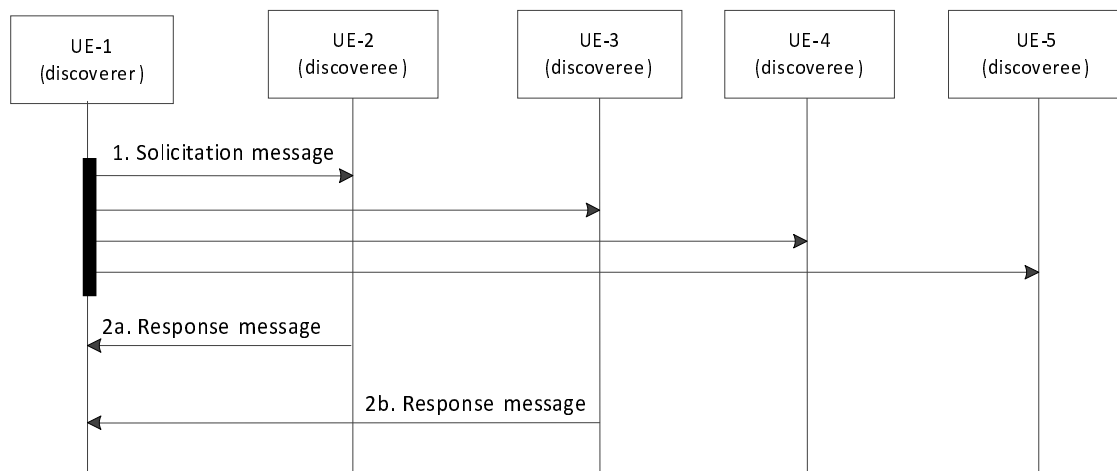 UE-1
(discoverer)
UE-2
(discoveree)
UE-3
(discoveree)
UE-4
(discoveree)
UE-5
(discoveree)
1. Solicitation message
2a. Response message
2b. Response message